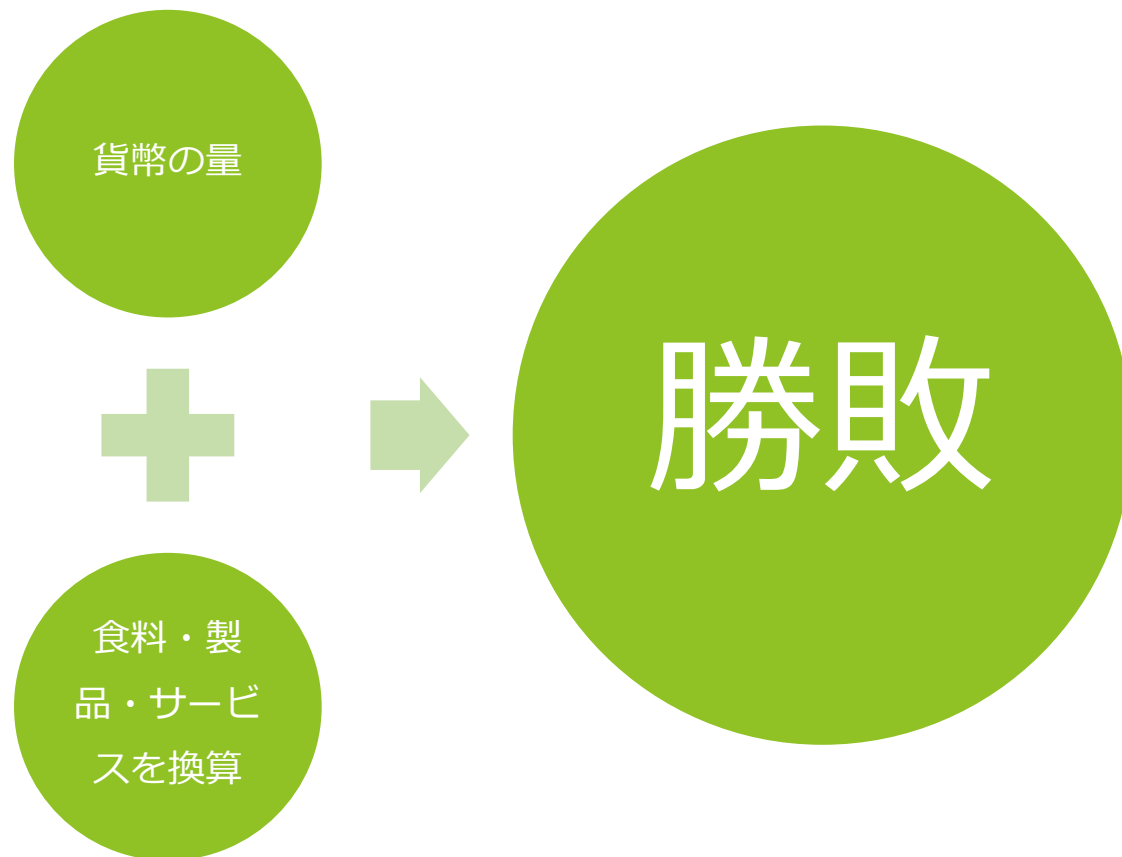 貨幣の量
食料・製
品・サービ
スを換算
勝敗